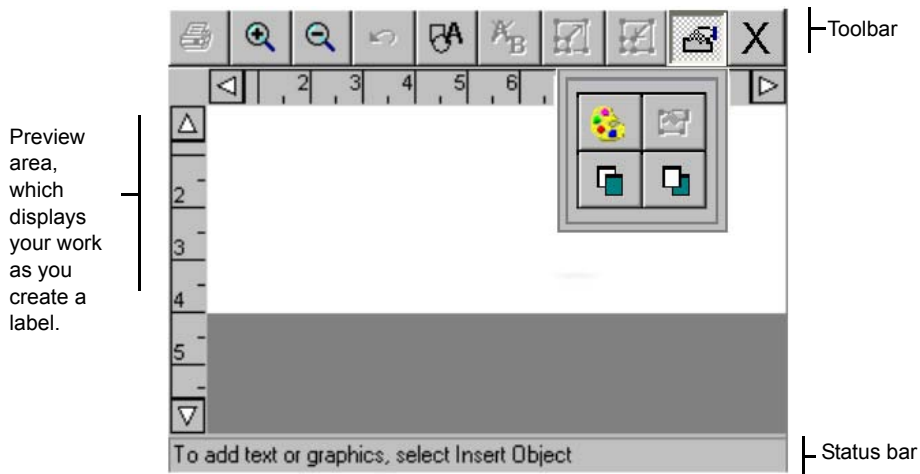 A
A
B
X
Toolbar
2 3 4 5 6
Preview
area,
which
displays
your work
as you
create a
label.
2
3
4
5
To add text or graphics, select Insert Object
Status bar